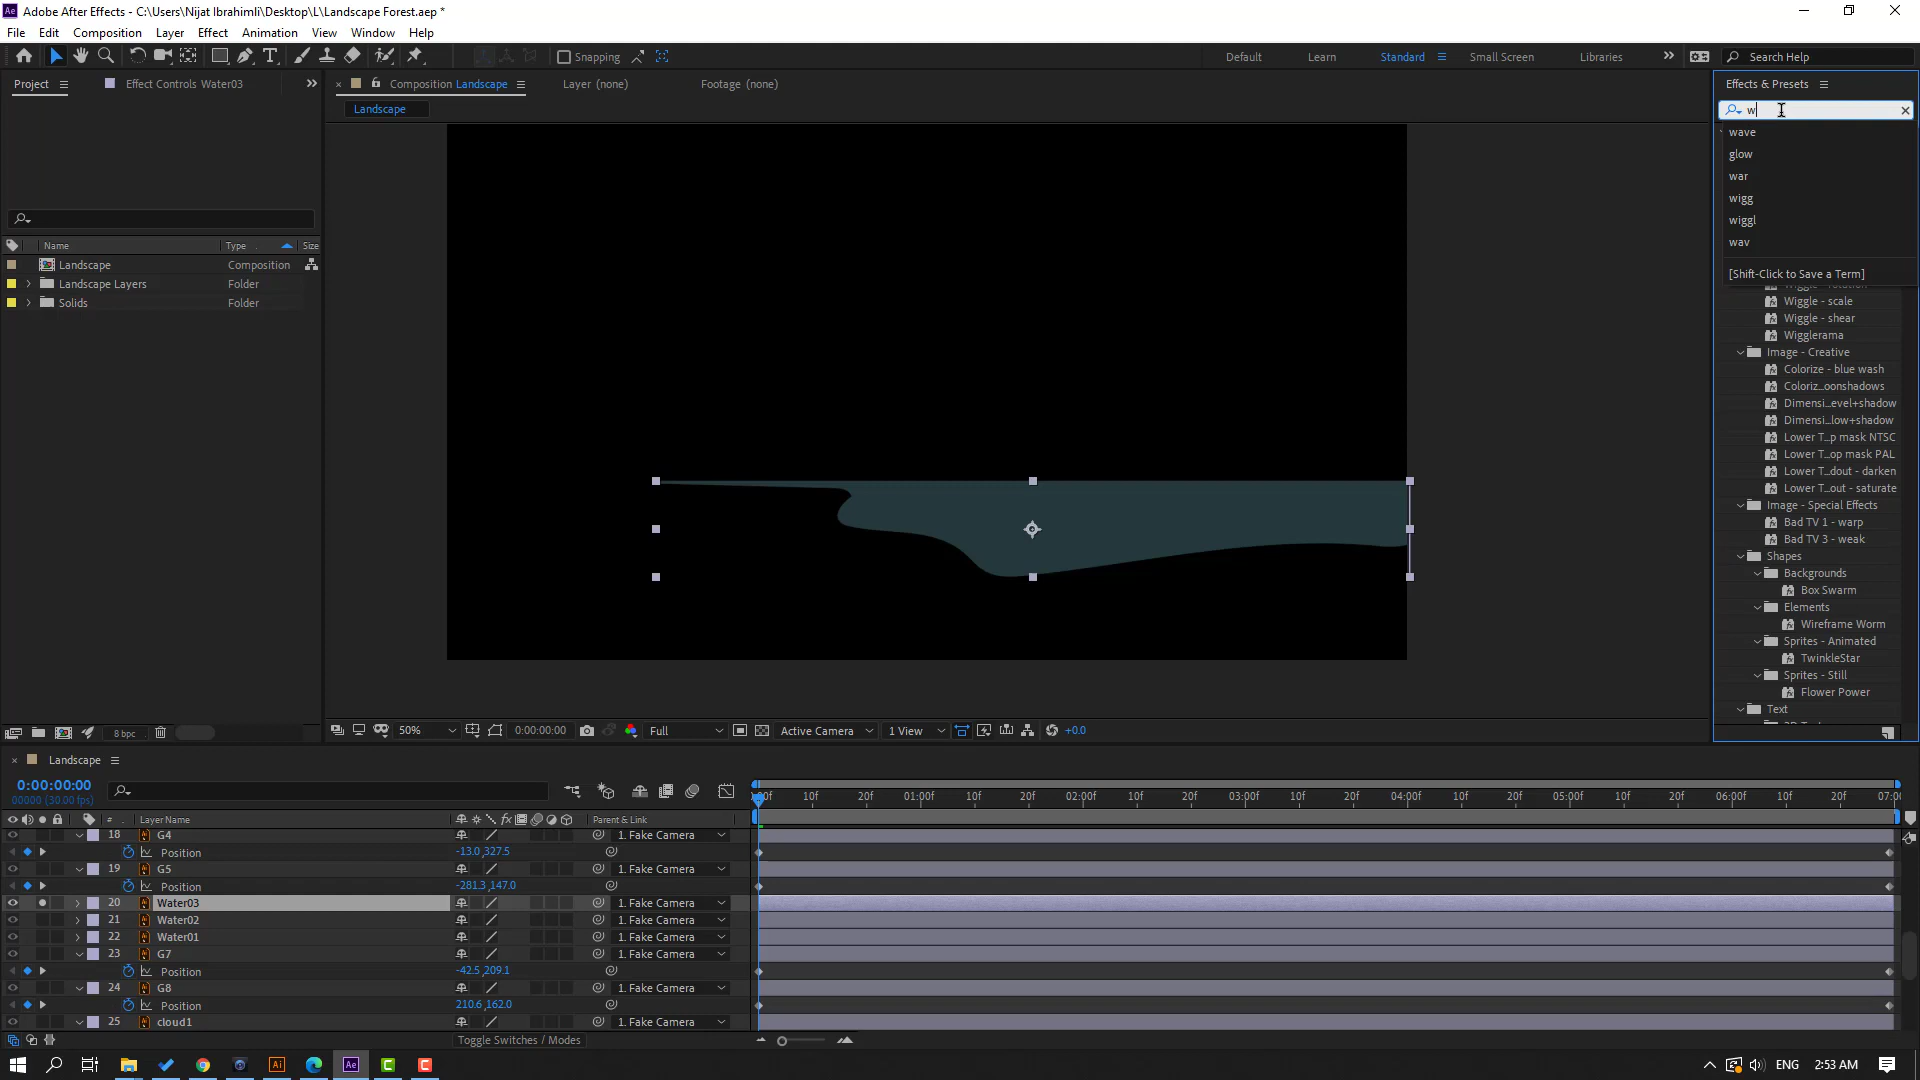 Adobe After Effects - C:\Users\Nijat Ibrahimli\Desktop\L\Landscape Forest.aep *
File Edit Composition Layer Effect Animation View Window Help
Snapping Default Learn Standard Small Screen Libraries Search Help
Project Effect Controls Water03
Composition Landscape Layer (none) Footage (none)
Landscape
Effects & Presets
w
wave
glow
war
wigg
wiggl
wav
[Shift-Click to Save a Term]
Wiggle - scale
Wiggle - shear
Wigglerama
Image - Creative
Colorize - blue wash
Coloriz...oonshadows
Dimensi...evel+shadow
Dimensi...low+shadow
Lower T...p mask NTSC
Lower T...op mask PAL
Lower T...dout - darken
Lower T...out - saturate
Image - Special Effects
Bad TV 1 - warp
Bad TV 3 - weak
Shapes
Backgrounds
Box Swarm
Elements
Wireframe Worm
Sprites - Animated
TwinkleStar
Sprites - Still
Flower Power
Text
Name Type Size
Landscape Composition
Landscape Layers Folder
Solids Folder
8 bpc
50% 0:00:00:00 Full Active Camera 1 View +0.0
Landscape
0:00:00:00
00000 (30.00 fps)
10f 20f 01:00f 10f 20f 02:00f 10f 20f 03:00f 10f 20f 04:00f 10f 20f 05:00f 10f 20f 06:00f 10f 20f 07:00
# Layer Name Parent & Link
18 G4 1. Fake Camera
Position -13.0,327.5
19 G5 1. Fake Camera
Position -281.3,147.0
20 Water03 1. Fake Camera
21 Water02 1. Fake Camera
22 Water01 1. Fake Camera
23 G7 1. Fake Camera
Position -42.5,209.1
24 G8 1. Fake Camera
Position 210.6,162.0
25 cloud1 1. Fake Camera
Toggle Switches / Modes
ENG 2:53 AM